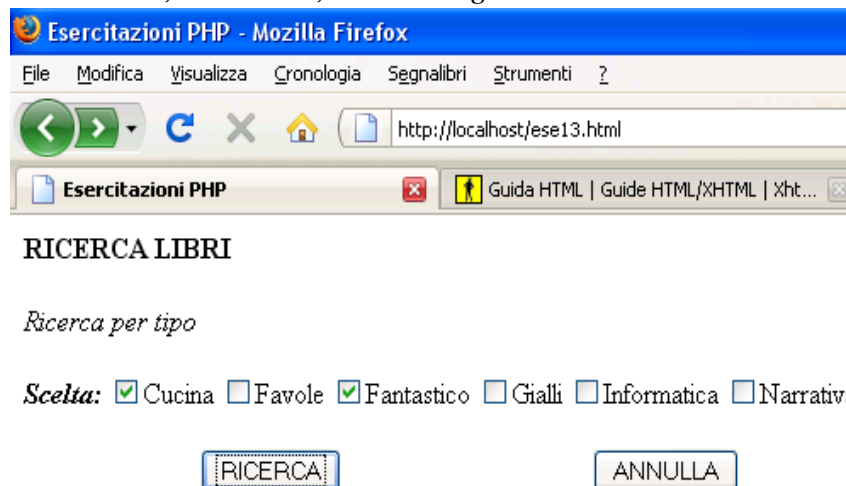 Esercitazioni PHP - Mozilla Firefox
File Modifica Visualizza Cronologia Segnalibri Strumenti ?
http://localhost/ese13.html
Esercitazioni PHP Guida HTML | Guide HTML/XHTML | Xht...
RICERCA LIBRI
Ricerca per tipo
Scelta: Cucina Favole Fantastico Gialli Informatica Narrativ
RICERCA ANNULLA